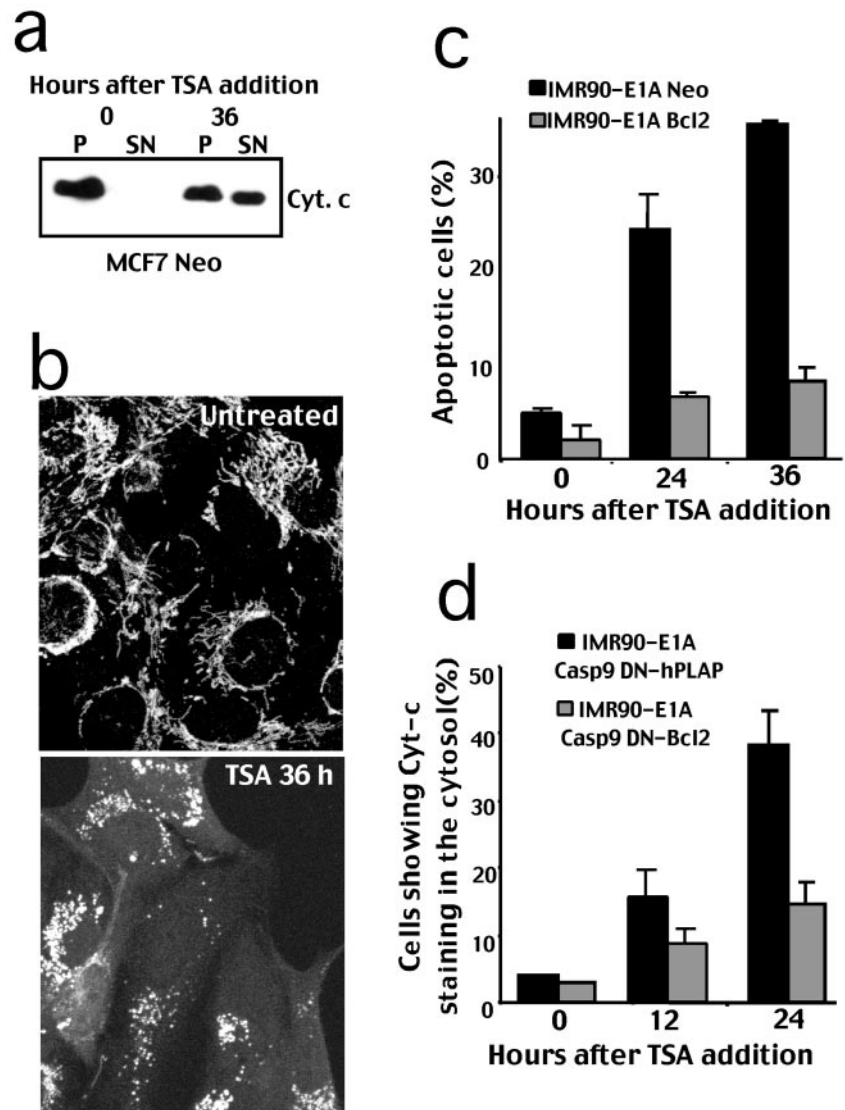 a
Hours after TSA addition
0 36
P SN P SN
Cyt. c
MCF7 Neo
b
Untreated
TSA 36 h
c
IMR90-E1A Neo
IMR90-E1A Bcl2
Apoptotic cells (%)
30
20
10
0
0 24 36
Hours after TSA addition
d
IMR90-E1A
Casp9 DN-hPLAP
IMR90-E1A
Casp9 DN-Bcl2
Cells showing Cyt-c
staining in the cytosol(%)
50
40
30
20
10
0
0 12 24
Hours after TSA addition